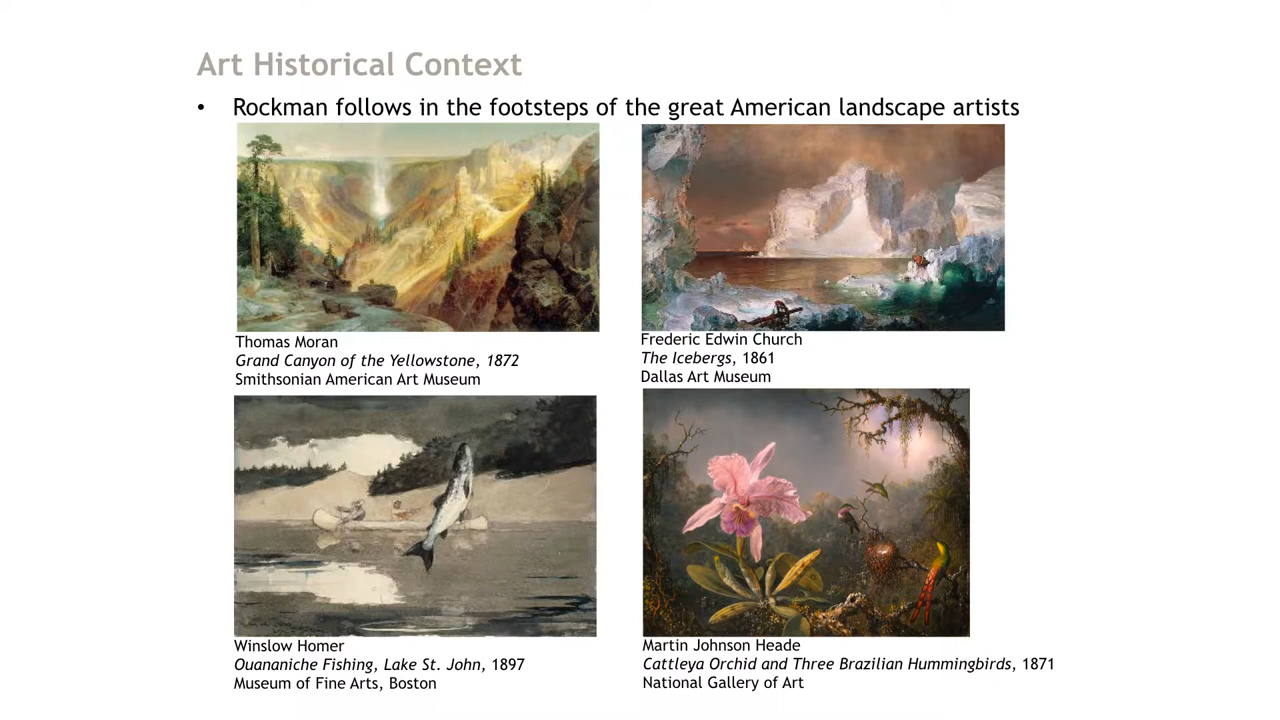 Art Historical Context
• Rockman follows in the footsteps of the great American landscape artists
Thomas Moran
Grand Canyon of the Yellowstone, 1872
Smithsonian American Art Museum
Frederic Edwin Church
The Icebergs, 1861
Dallas Art Museum
Winslow Homer
Ouananiche Fishing, Lake St. John, 1897
Museum of Fine Arts, Boston
Martin Johnson Heade
Cattleya Orchid and Three Brazilian Hummingbirds, 1871
National Gallery of Art